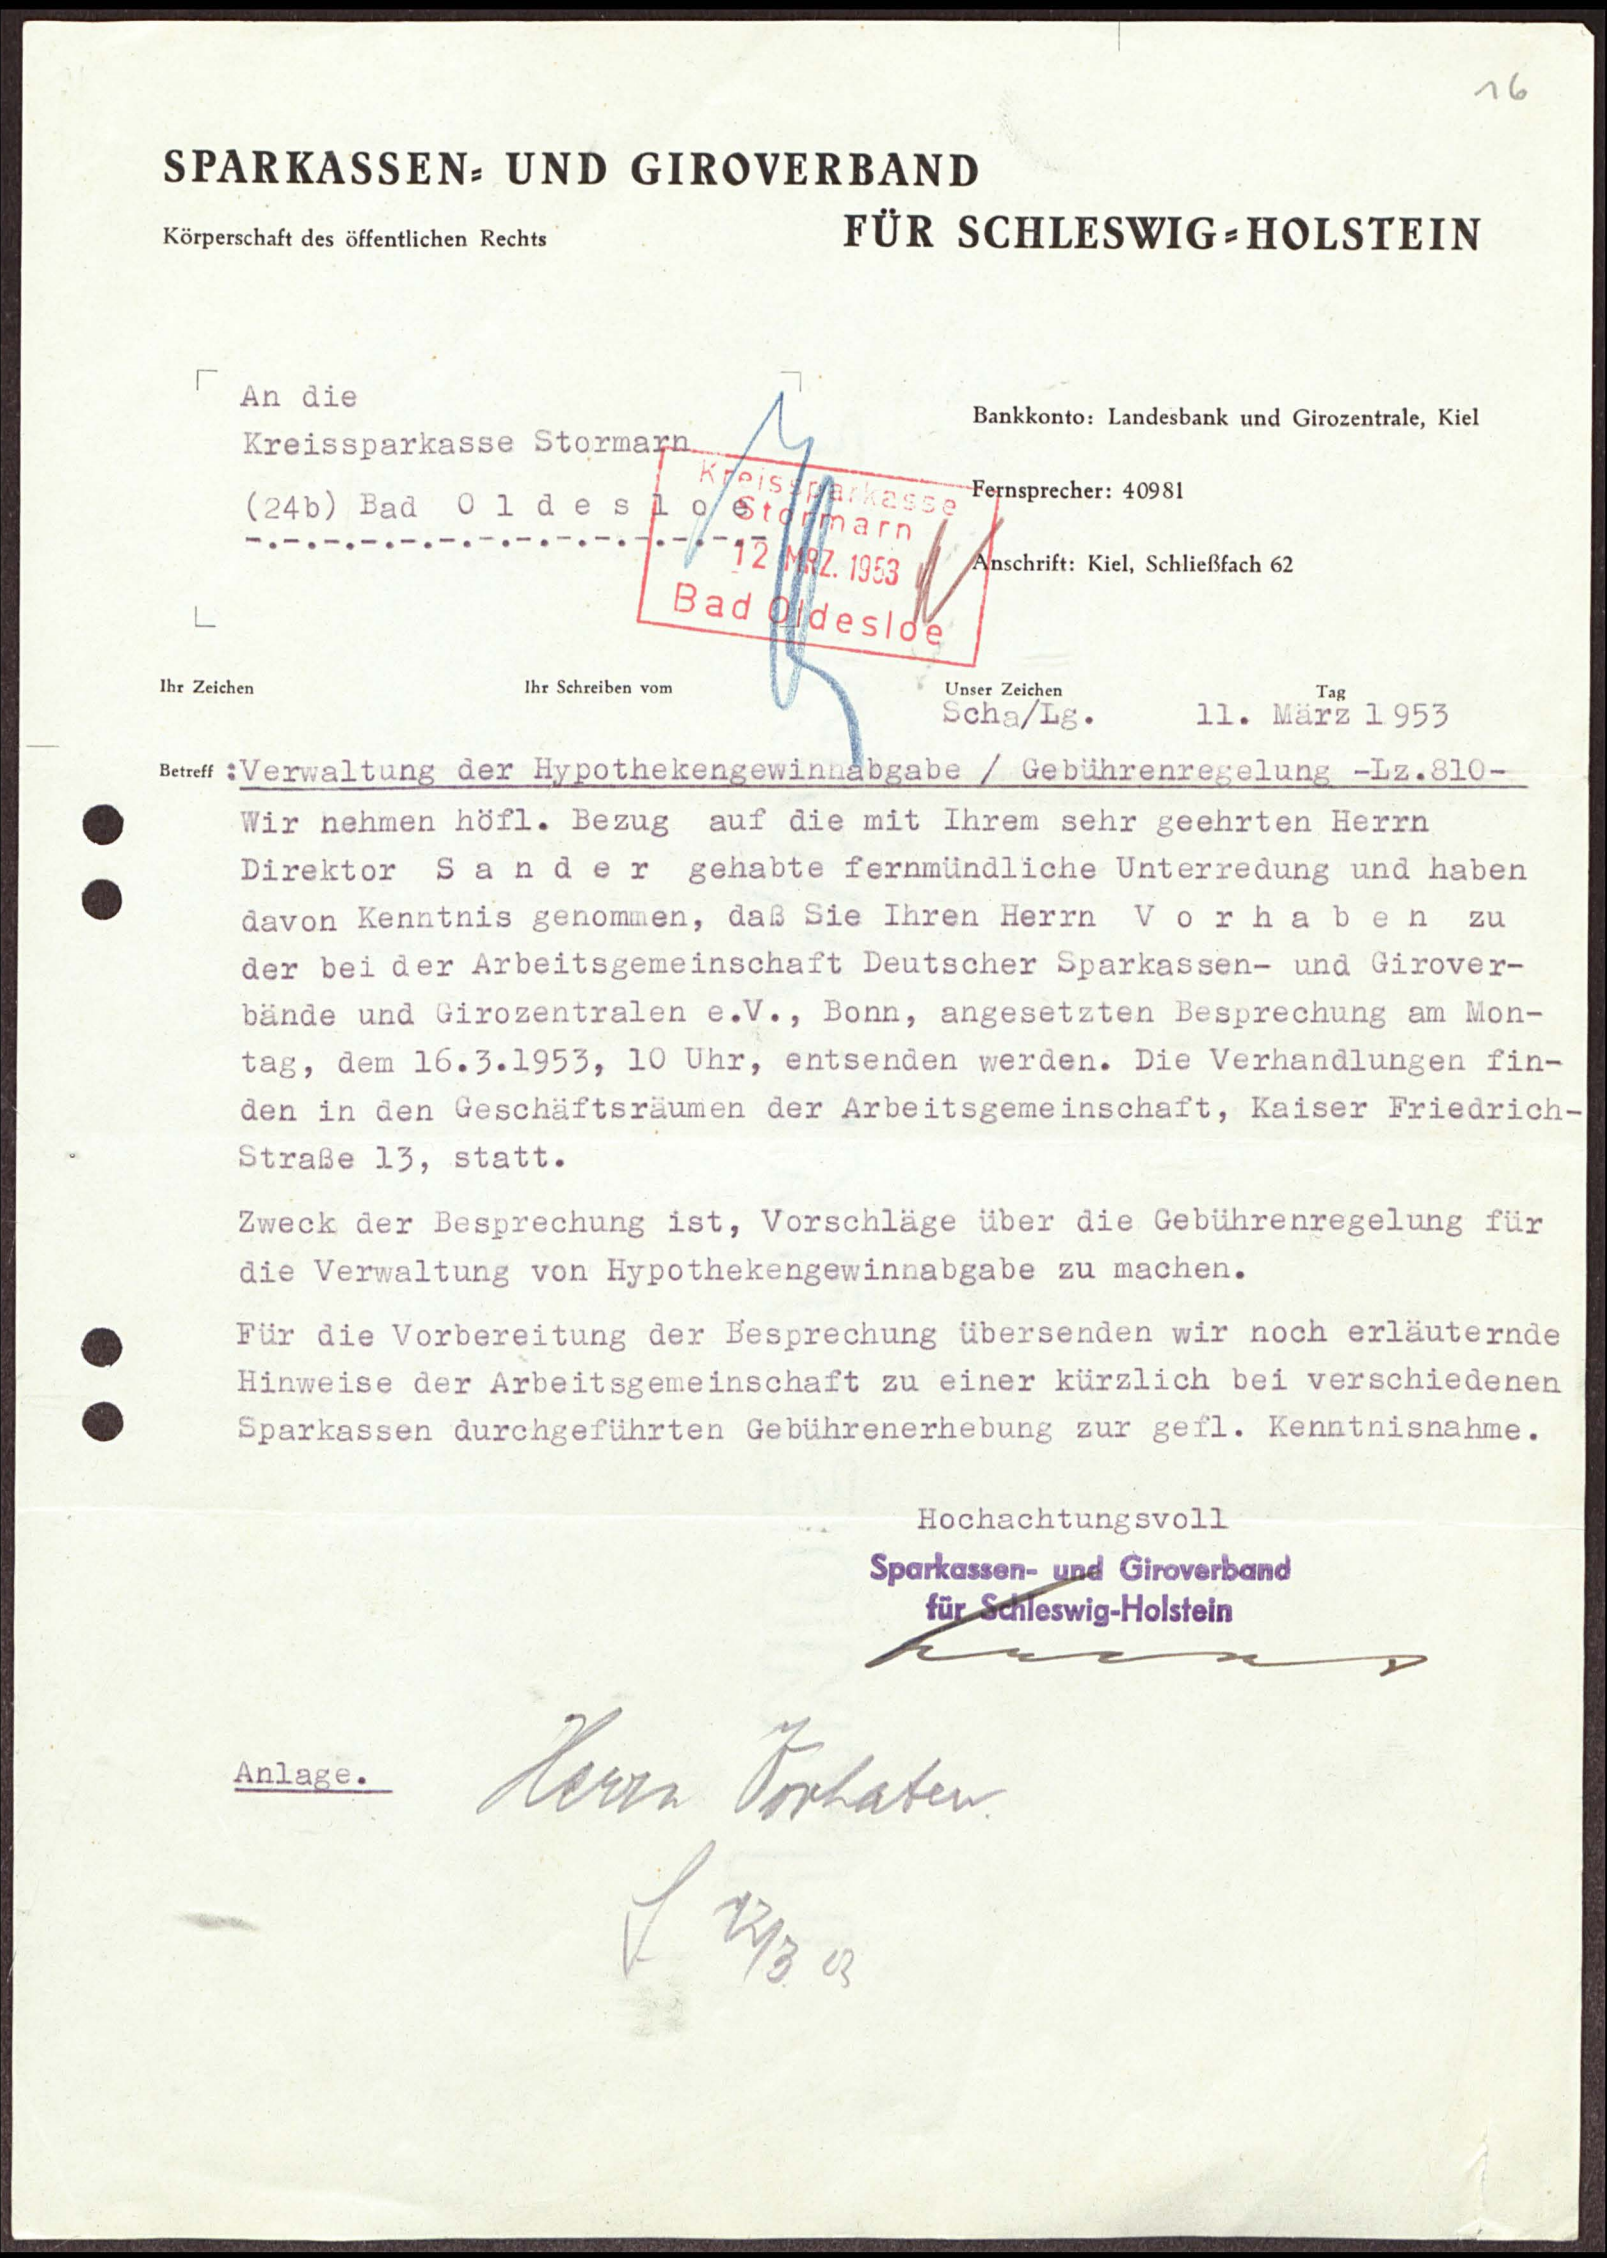 16
SPARKASSEN- UND GIROVERBAND
FÜR SCHLESWIG-HOLSTEIN
Körperschaft des öffentlichen Rechts
An die
Kreissparkasse Stormarn
(24b) Bad O l d e s l o e
-.-.-.-.-.-.-.-.-.-.-.-.-.-
Kreissparkasse
Stormarn
12. MRZ. 1953
Bad Oldesloe
Bankkonto: Landesbank und Girozentrale, Kiel
Fernsprecher: 40981
Anschrift: Kiel, Schließfach 62
Ihr Zeichen Ihr Schreiben vom Unser Zeichen Tag
Scha/Lg. 11. März 1953
Betreff :Verwaltung der Hypothekengewinnabgabe / Gebührenregelung -Lz.810-
Wir nehmen höfl. Bezug auf die mit Ihrem sehr geehrten Herrn
Direktor S a n d e r gehabte fernmündliche Unterredung und haben
davon Kenntnis genommen, daß Sie Ihren Herrn V o r h a b e n zu
der bei der Arbeitsgemeinschaft Deutscher Sparkassen- und Girover-
bände und Girozentralen e.V., Bonn, angesetzten Besprechung am Mon-
tag, dem 16.3.1953, 10 Uhr, entsenden werden. Die Verhandlungen fin-
den in den Geschäftsräumen der Arbeitsgemeinschaft, Kaiser Friedrich-
Straße 13, statt.
Zweck der Besprechung ist, Vorschläge über die Gebührenregelung für
die Verwaltung von Hypothekengewinnabgabe zu machen.
Für die Vorbereitung der Besprechung übersenden wir noch erläuternde
Hinweise der Arbeitsgemeinschaft zu einer kürzlich bei verschiedenen
Sparkassen durchgeführten Gebührenerhebung zur gefl. Kenntnisnahme.
Hochachtungsvoll
Sparkassen- und Giroverband
für Schleswig-Holstein
Anlage.
Herrn Vorhaben
12/3